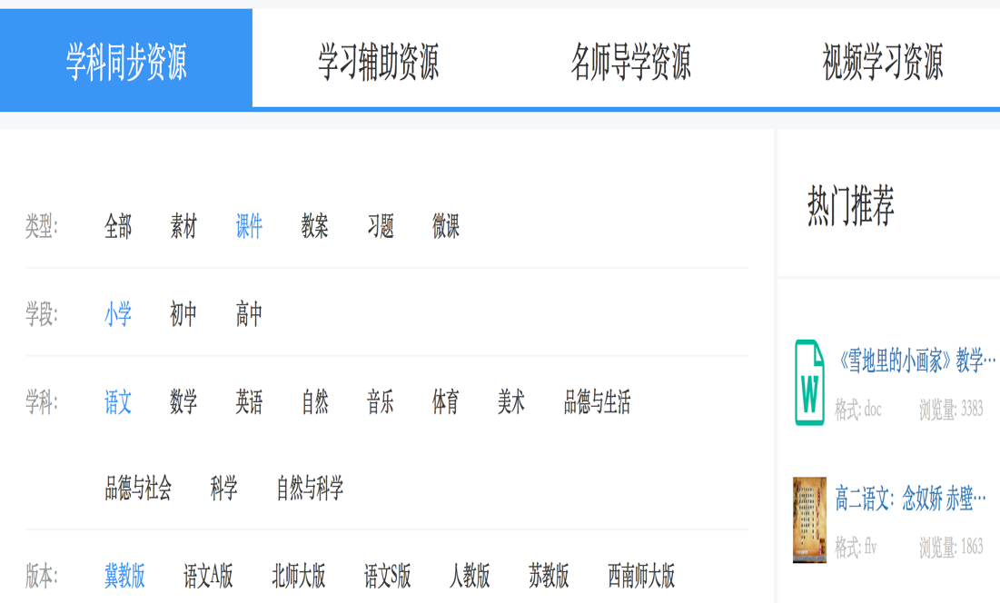 学科同步资源 学习辅助资源 名师导学资源 视频学习资源
类型: 全部 素材 课件 教案 习题 微课
学段: 小学 初中 高中
学科: 语文 数学 英语 自然 音乐 体育 美术 品德与生活
品德与社会 科学 自然与科学
版本: 冀教版 语文A版 北师大版 语文S版 人教版 苏教版 西南师大版
热门推荐
W
《雪地里的小画家》教学…
格式: doc 浏览量: 3383
高二语文：念奴娇 赤壁…
格式: flv 浏览量: 1863